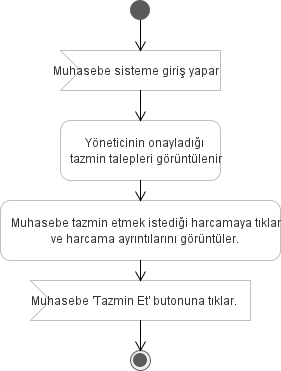 Muhasebe sisteme giriş yapar
Yöneticinin onayladığı
tazmin talepleri görüntülenir
Muhasebe tazmin etmek istediği harcamaya tıklar
ve harcama ayrıntılarını görüntüler.
Muhasebe 'Tazmin Et' butonuna tıklar.